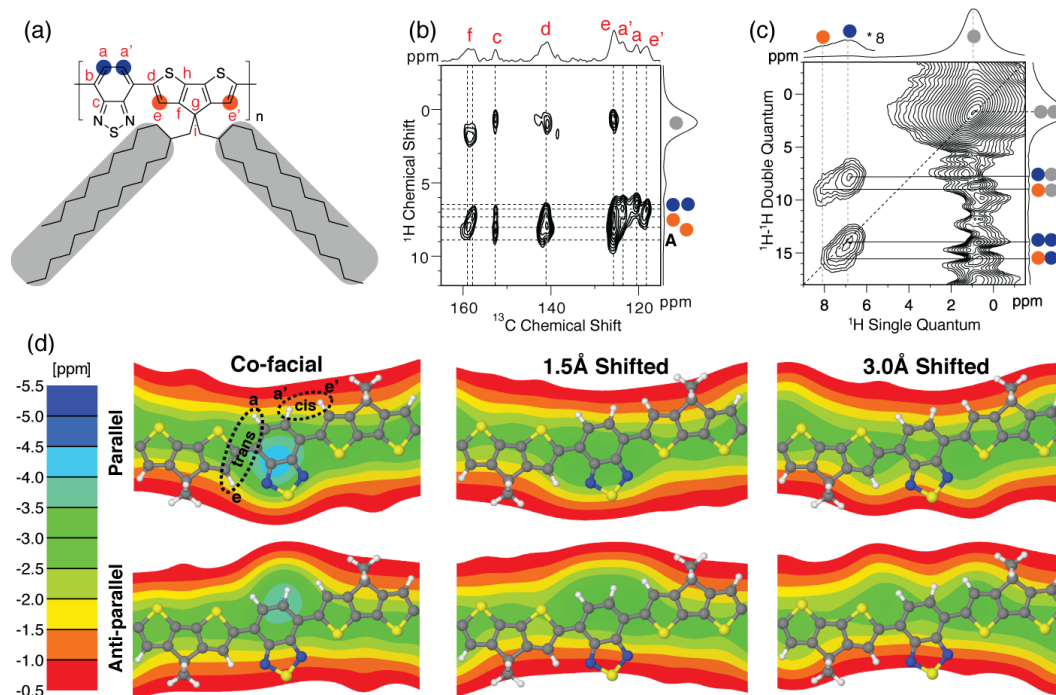 (a)
a a'
b d S h S
c
N N e f g e' n
S i
(b)
f c d e a' a e'
ppm
0
5
10
A
¹H Chemical Shift
160 140 120 ppm
¹³C Chemical Shift
(c)
* 8
ppm
0
5
10
15
¹H-¹H Double Quantum
8 6 4 2 0 ppm
¹H Single Quantum
(d)
[ppm]
-5.5
-5.0
-4.5
-4.0
-3.5
-3.0
-2.5
-2.0
-1.5
-1.0
-0.5
Co-facial 1.5Å Shifted 3.0Å Shifted
Parallel
a a' e'
cis
trans
e
Anti-parallel